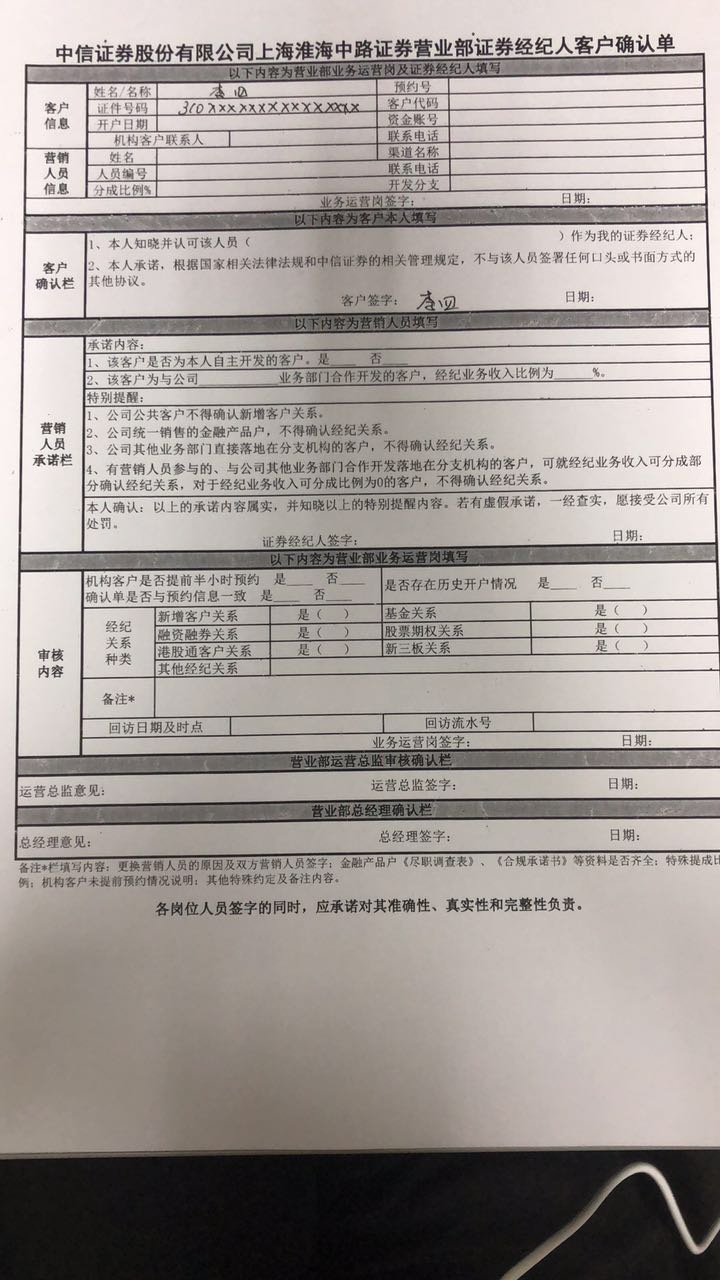 中信证券股份有限公司上海淮海中路证券营业部证券经纪人客户确认单
以下内容为营业部业务运营岗及证券经纪人填写
客户信息
姓名/名称 李四 预约号
证件号码 310xxxxxxxxxxxxxxx 客户代码
开户日期 资金账号
机构客户联系人 联系电话
营销人员信息
姓名 渠道名称
人员编号 联系电话
分成比例% 开发分支
业务运营岗签字: 日期:
以下内容为客户本人填写
客户确认栏
1、本人知晓并认可该人员( )作为我的证券经纪人;
2、本人承诺,根据国家相关法律法规和中信证券的相关管理规定,不与该人员签署任何口头或书面方式的
其他协议。
客户签字: 李四 日期:
以下内容为营销人员填写
营销人员承诺栏
承诺内容:
1、该客户是否为本人自主开发的客户。是____ 否____
2、该客户为与公司__________业务部门合作开发的客户,经纪业务收入比例为_____%。
特别提醒:
1、公司公共客户不得确认新增客户关系。
2、公司统一销售的金融产品户,不得确认经纪关系。
3、公司其他业务部门直接落地在分支机构的客户,不得确认经纪关系。
4、有营销人员参与的、与公司其他业务部门合作开发落地在分支机构的客户,可就经纪业务收入可分成部
分确认经纪关系,对于经纪业务收入可分成比例为0的客户,不得确认经纪关系。
本人确认:以上的承诺内容属实,并知晓以上的特别提醒内容。若有虚假承诺,一经查实,愿接受公司所有
处罚。
证券经纪人签字: 日期:
以下内容为营业部业务运营岗填写
审核内容
机构客户是否提前半小时预约 是____ 否____ 是否存在历史开户情况 是____ 否____
确认单是否与预约信息一致 是____ 否____
经纪关系种类
新增客户关系 是( ) 基金关系 是( )
融资融券关系 是( ) 股票期权关系 是( )
港股通客户关系 是( ) 新三板关系 是( )
其他经纪关系
备注*
回访日期及时点 回访流水号
业务运营岗签字: 日期:
营业部运营总监审核确认栏
运营总监意见: 运营总监签字: 日期:
营业部总经理确认栏
总经理意见: 总经理签字: 日期:
备注*栏填写内容:更换营销人员的原因及双方营销人员签字;金融产品户《尽职调查表》、《合规承诺书》等资料是否齐全;特殊提成比
例;机构客户未提前预约情况说明;其他特殊约定及备注内容。
各岗位人员签字的同时,应承诺对其准确性、真实性和完整性负责。